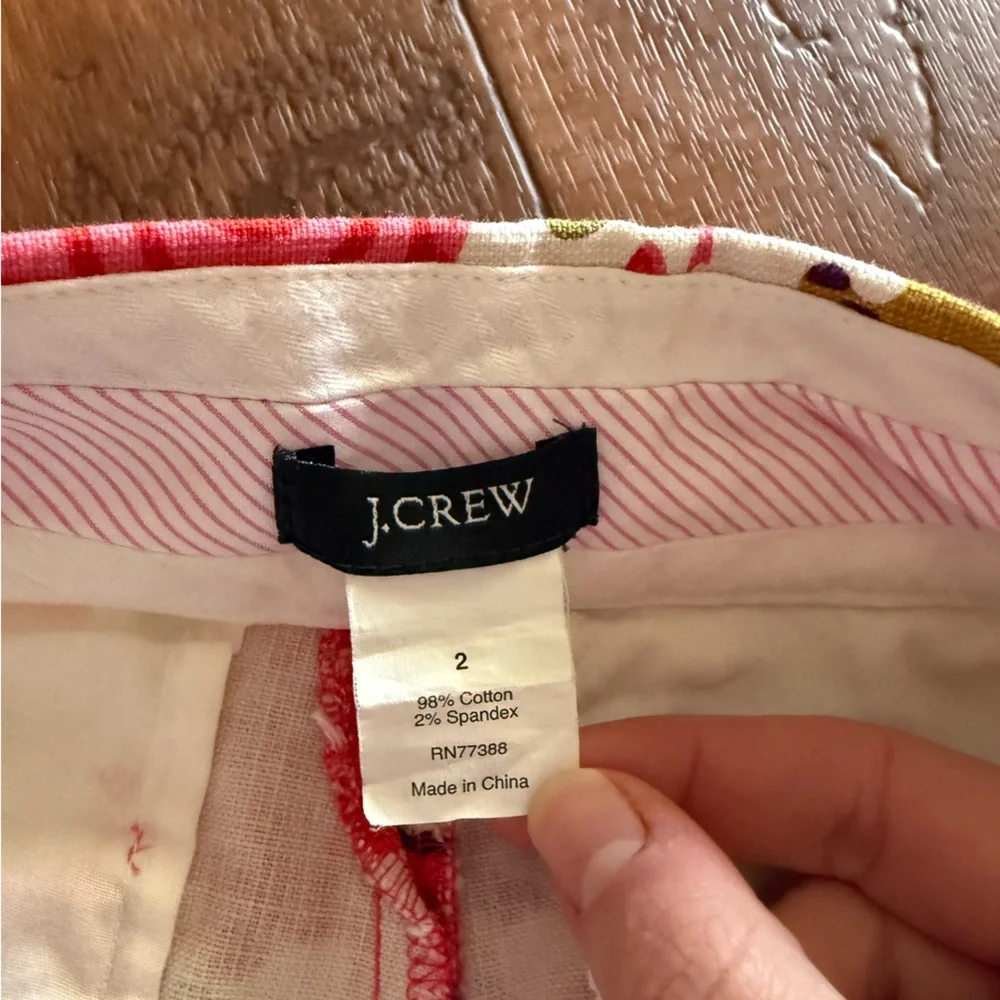 J.CREW
2
98% Cotton
2% Spandex
RN77388
Made in China